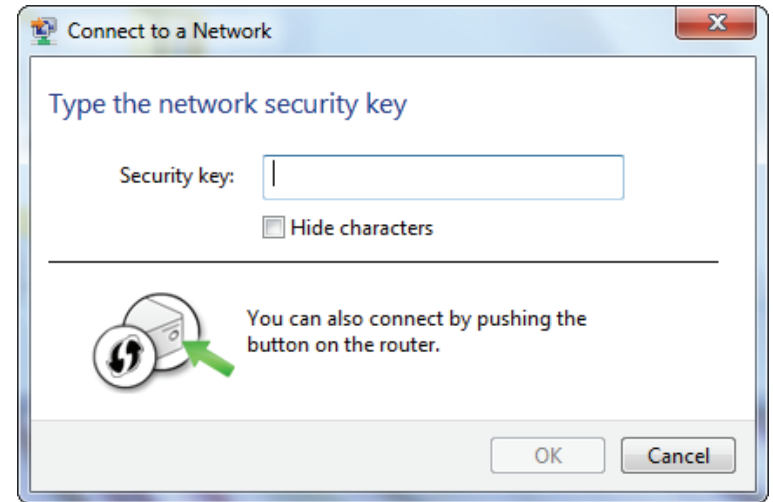 Connect to a Network
Type the network security key
Security key:
Hide characters
You can also connect by pushing the
button on the router.
OK
Cancel